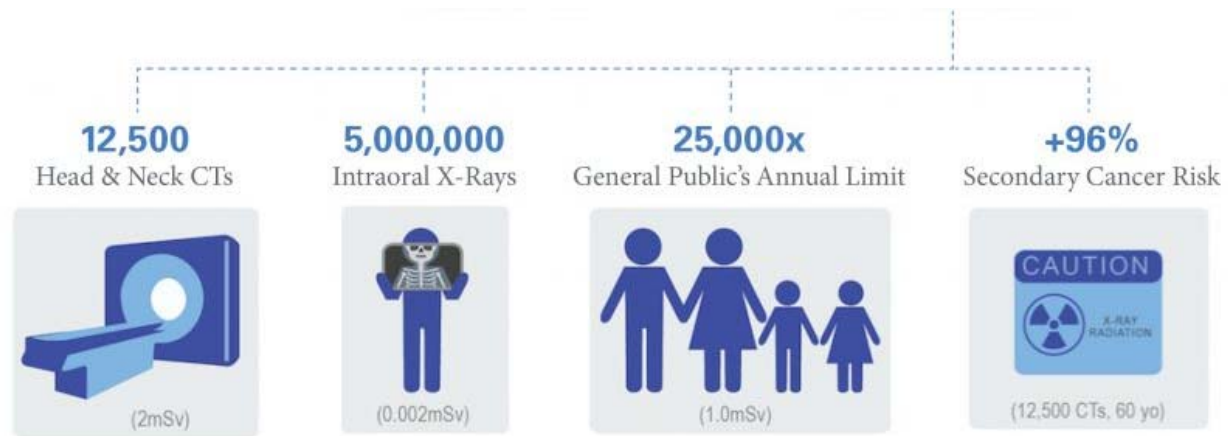 12,500
Head & Neck CTs
(2mSv)
5,000,000
Intraoral X-Rays
(0.002mSv)
25,000x
General Public's Annual Limit
(1.0mSv)
+96%
Secondary Cancer Risk
CAUTION
X-RAY
RADIATION
(12,500 CTs, 60 yo)